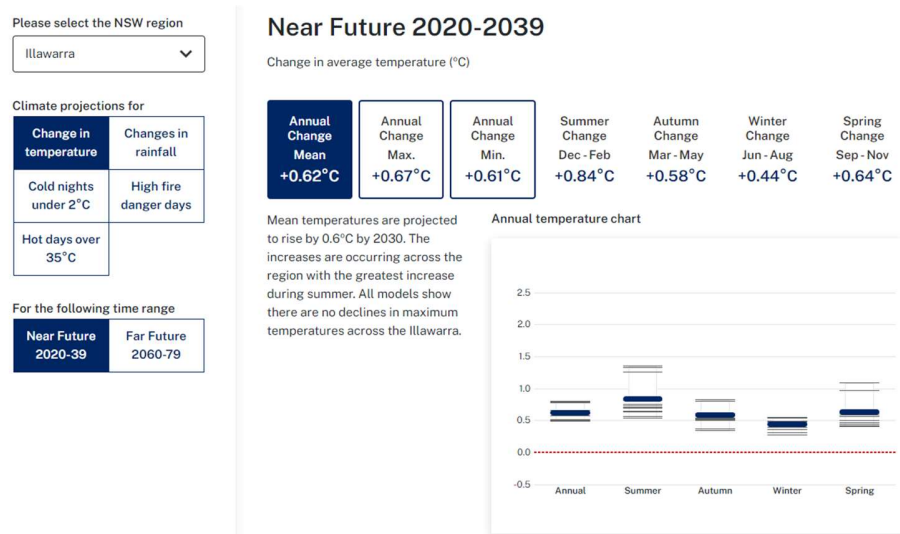 Please select the NSW region
Illawarra
Climate projections for
Change in
temperature
Changes in
rainfall
Cold nights
under 2°C
High fire
danger days
Hot days over
35°C
For the following time range
Near Future
2020-39
Far Future
2060-79
Near Future 2020-2039
Change in average temperature (°C)
Annual
Change
Mean
+0.62°C
Annual
Change
Max.
+0.67°C
Annual
Change
Min.
+0.61°C
Summer
Change
Dec - Feb
+0.84°C
Autumn
Change
Mar - May
+0.58°C
Winter
Change
Jun - Aug
+0.44°C
Spring
Change
Sep - Nov
+0.64°C
Mean temperatures are projected
to rise by 0.6°C by 2030. The
increases are occurring across the
region with the greatest increase
during summer. All models show
there are no declines in maximum
temperatures across the Illawarra.
Annual temperature chart
2.5
2.0
1.5
1.0
0.5
0.0
-0.5
Annual
Summer
Autumn
Winter
Spring